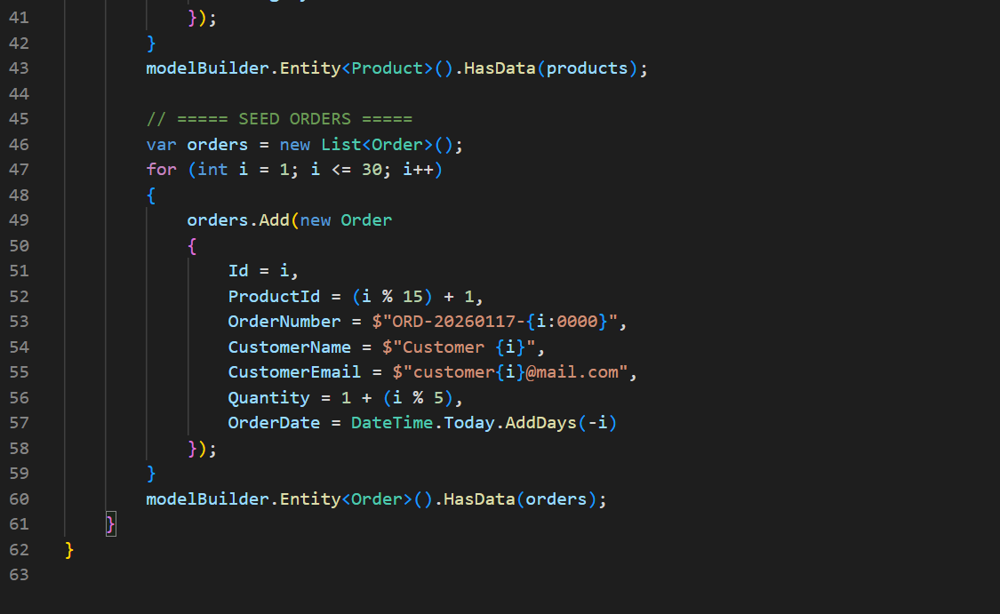 41 });
42 }
43 modelBuilder.Entity<Product>().HasData(products);
44
45 // ===== SEED ORDERS =====
46 var orders = new List<Order>();
47 for (int i = 1; i <= 30; i++)
48 {
49 orders.Add(new Order
50 {
51 Id = i,
52 ProductId = (i % 15) + 1,
53 OrderNumber = $"ORD-20260117-{i:0000}",
54 CustomerName = $"Customer {i}",
55 CustomerEmail = $"customer{i}@mail.com",
56 Quantity = 1 + (i % 5),
57 OrderDate = DateTime.Today.AddDays(-i)
58 });
59 }
60 modelBuilder.Entity<Order>().HasData(orders);
61 }
62 }
63